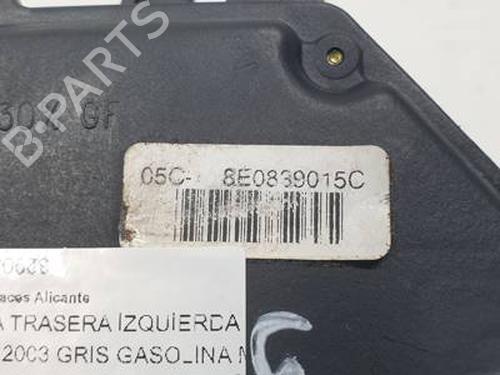 GF
05C- 8E0839015C
aces Alicante
A TRASERA IZQUIERDA
2003 GRIS GASOLINA
B-PARTS